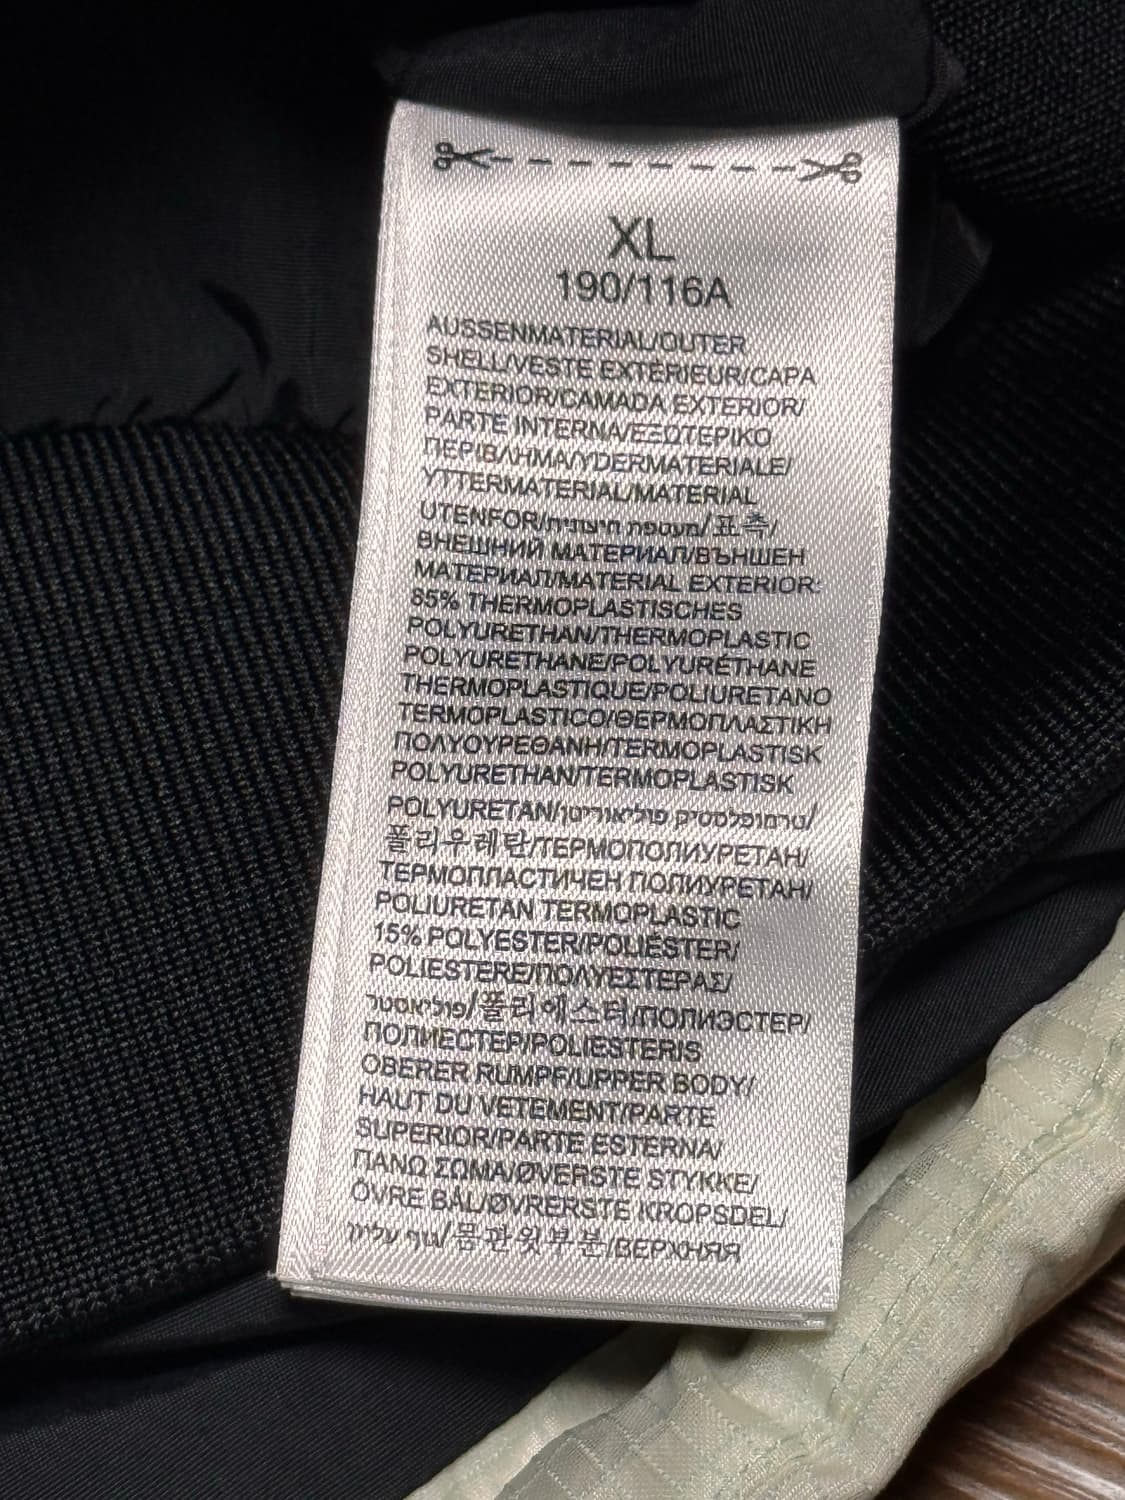 XL
190/116A
AUSSENMATERIAL/OUTER
SHELL/VESTE EXTERIEUR/CAPA
EXTERIOR/CAMADA EXTERIOR/
PARTE INTERNA/ΕΞΩΤΕΡΙΚΟ
ΠΕΡΙΒΛΗΜΑ/YDERMATERIALE/
YTTERMATERIAL/MATERIAL
UTENFOR/מעטפת חיצונית/표측/
ВНЕШНИЙ МАТЕРИАЛ/ВЪНШЕН
МАТЕРИАЛ/MATERIAL EXTERIOR:
85% THERMOPLASTISCHES
POLYURETHAN/THERMOPLASTIC
POLYURETHANE/POLYURÉTHANE
THERMOPLASTIQUE/POLIURETANO
TERMOPLASTICO/ΘΕΡΜΟΠΛΑΣΤΙΚΗ
ΠΟΛΥΟΥΡΕΘΑΝΗ/TERMOPLASTISK
POLYURETHAN/TERMOPLASTISK
POLYURETAN/טרמופלסטיק פוליאוריטן/
폴리우레탄/ТЕРМОПОЛИУРЕТАН/
ТЕРМОПЛАСТИЧЕН ПОЛИУРЕТАН/
POLIURETAN TERMOPLASTIC
15% POLYESTER/POLIÉSTER/
POLIESTERE/ΠΟΛΥΕΣΤΕΡΑΣ/
פוליאסטר/폴리에스터/ПОЛИЭСТЕР/
ПОЛИЕСТЕР/POLIESTERIS
OBERER RUMPF/UPPER BODY/
HAUT DU VETEMENT/PARTE
SUPERIOR/PARTE ESTERNA/
ΠΑΝΩ ΣΩΜΑ/ØVERSTE STYKKE/
ÖVRE BÅL/ØVRERSTE KROPSDEL/
גוף עליון/몸판윗부분/ВЕРХНЯЯ